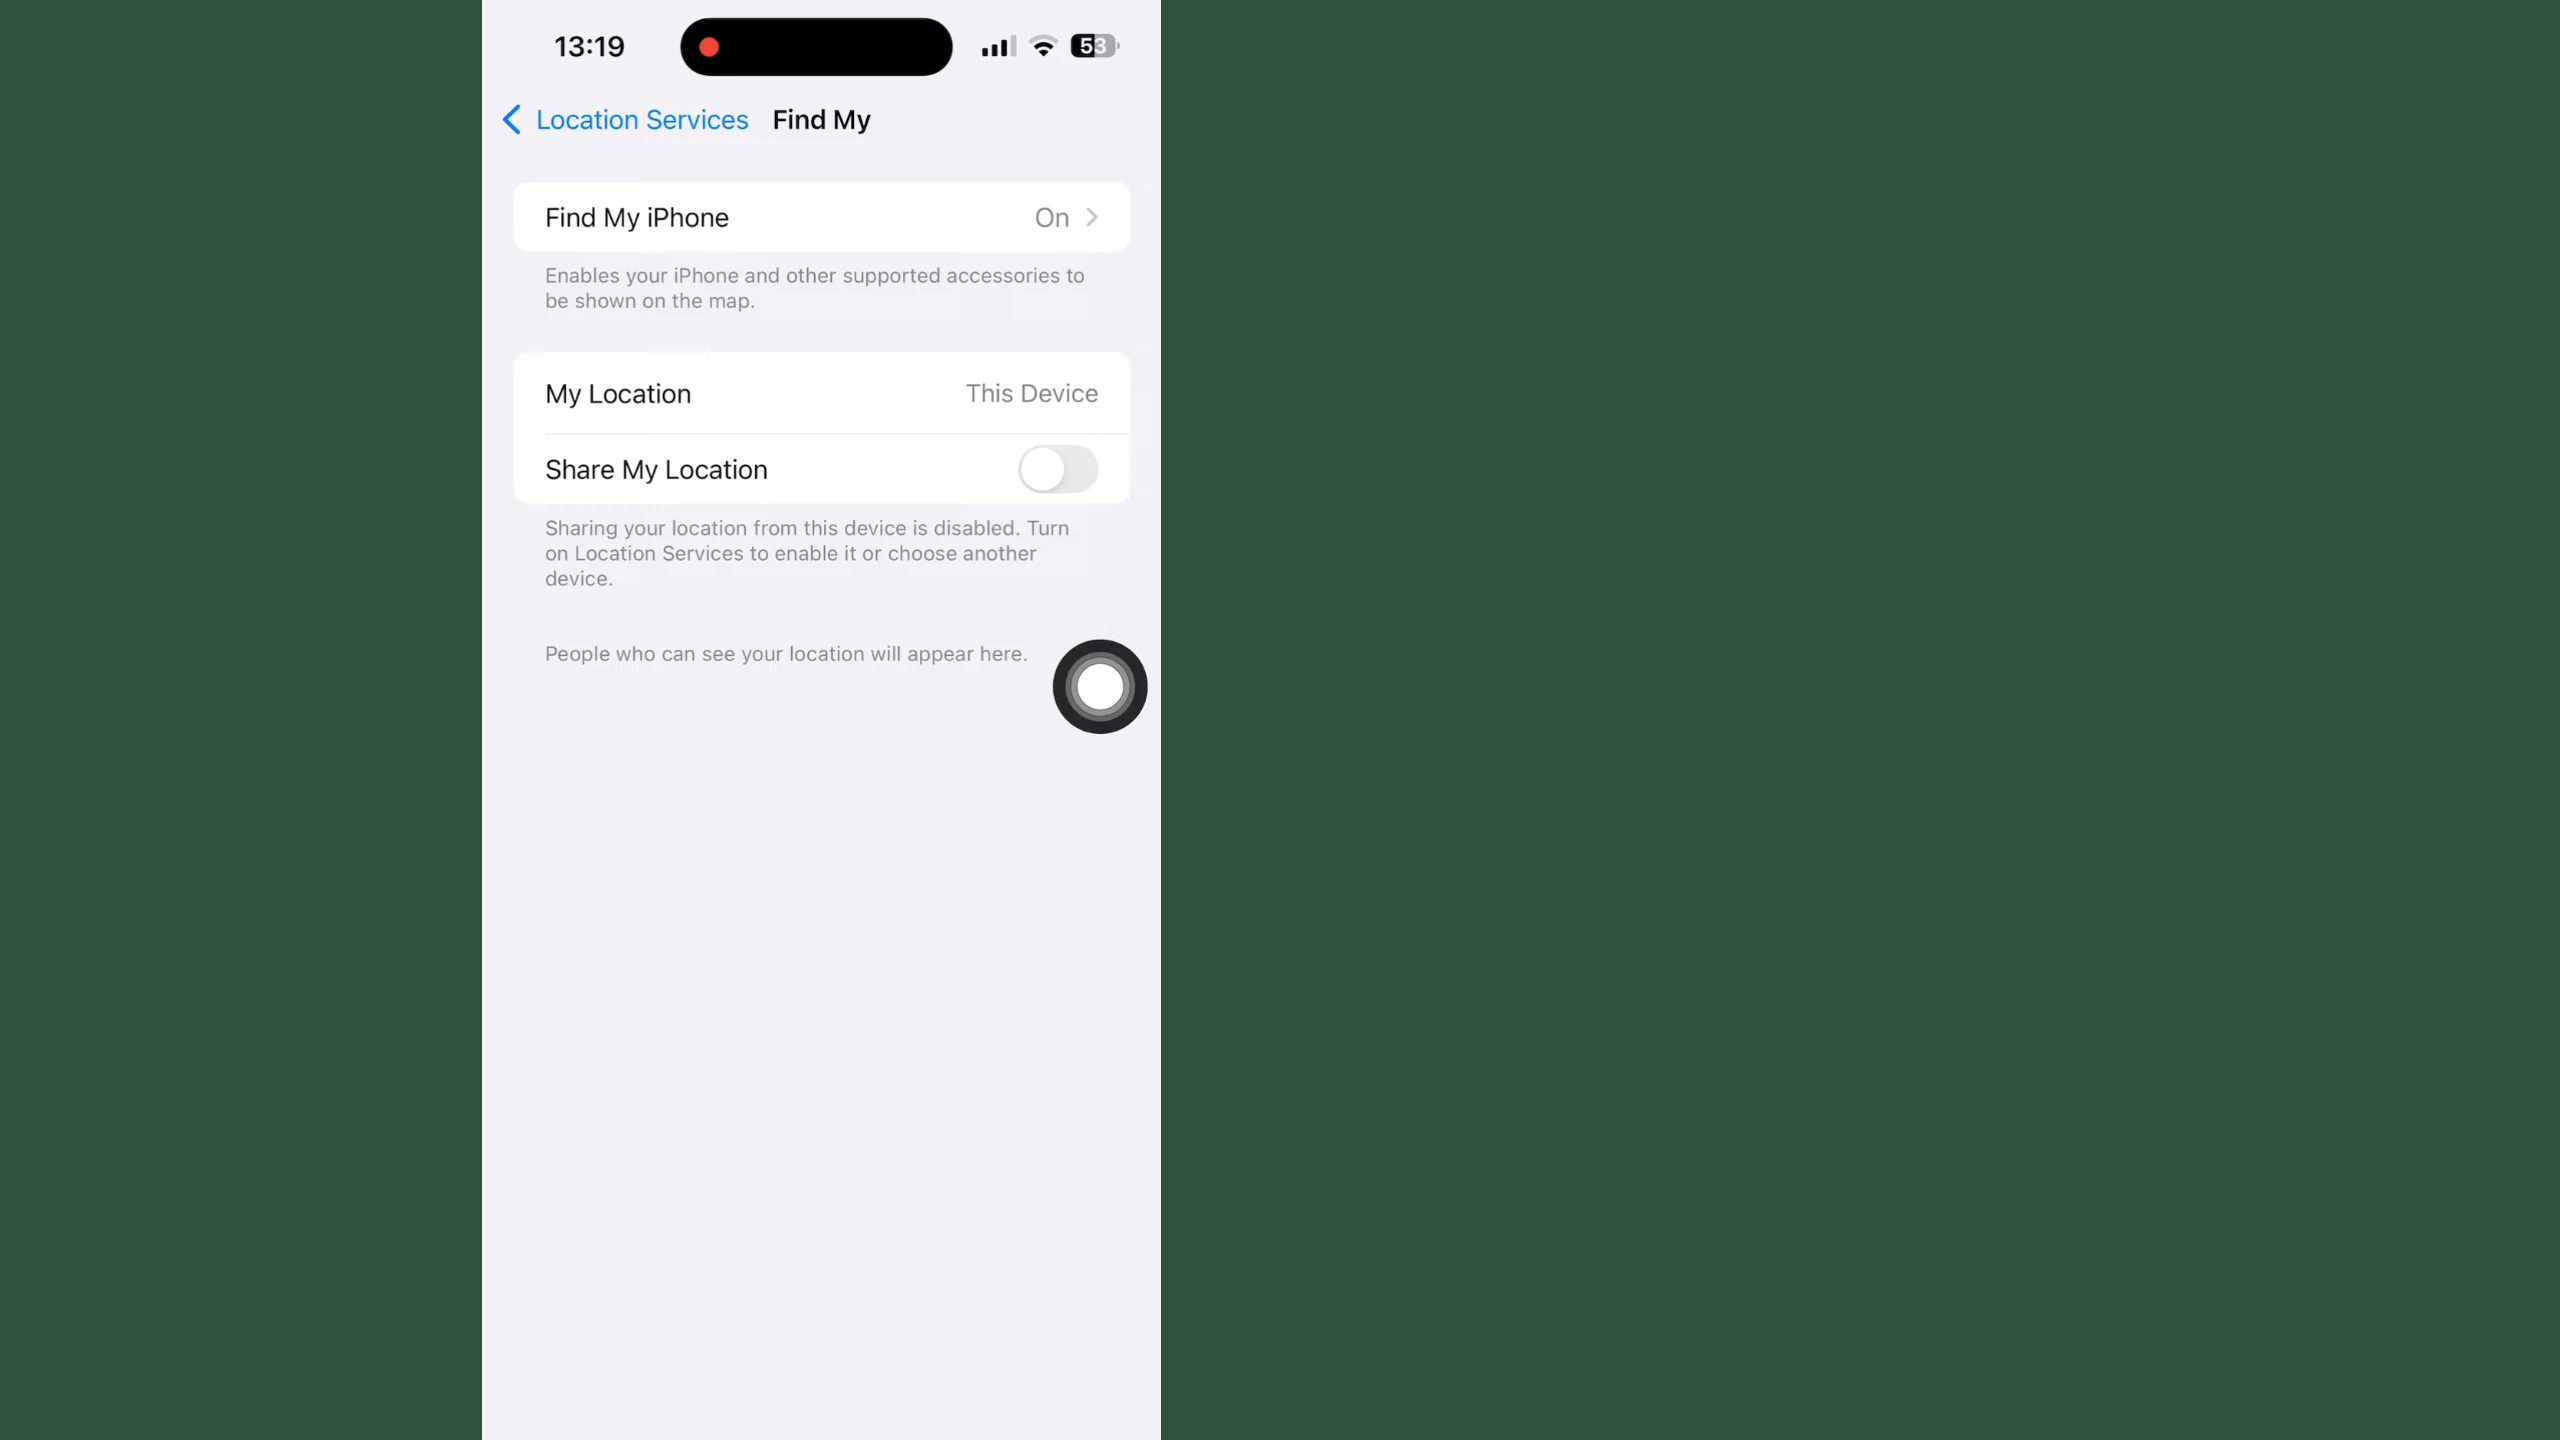 13:19
53
Location Services Find My
Find My iPhone On
Enables your iPhone and other supported accessories to
be shown on the map.
My Location This Device
Share My Location
Sharing your location from this device is disabled. Turn
on Location Services to enable it or choose another
device.
People who can see your location will appear here.